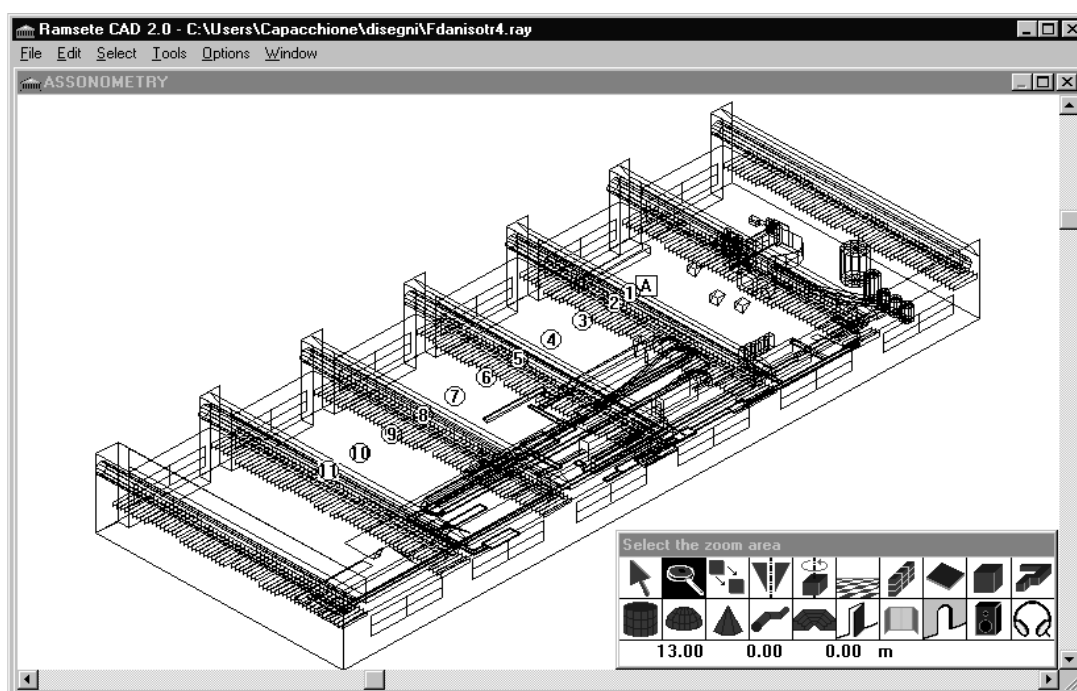 Ramsete CAD 2.0 - C:\Users\Capacchione\disegni\Fdanisotr4.ray
File Edit Select Tools Options Window
ASSONOMETRY
A
1
2
3
4
5
6
7
8
9
10
11
Select the zoom area
13.00 0.00 0.00 m